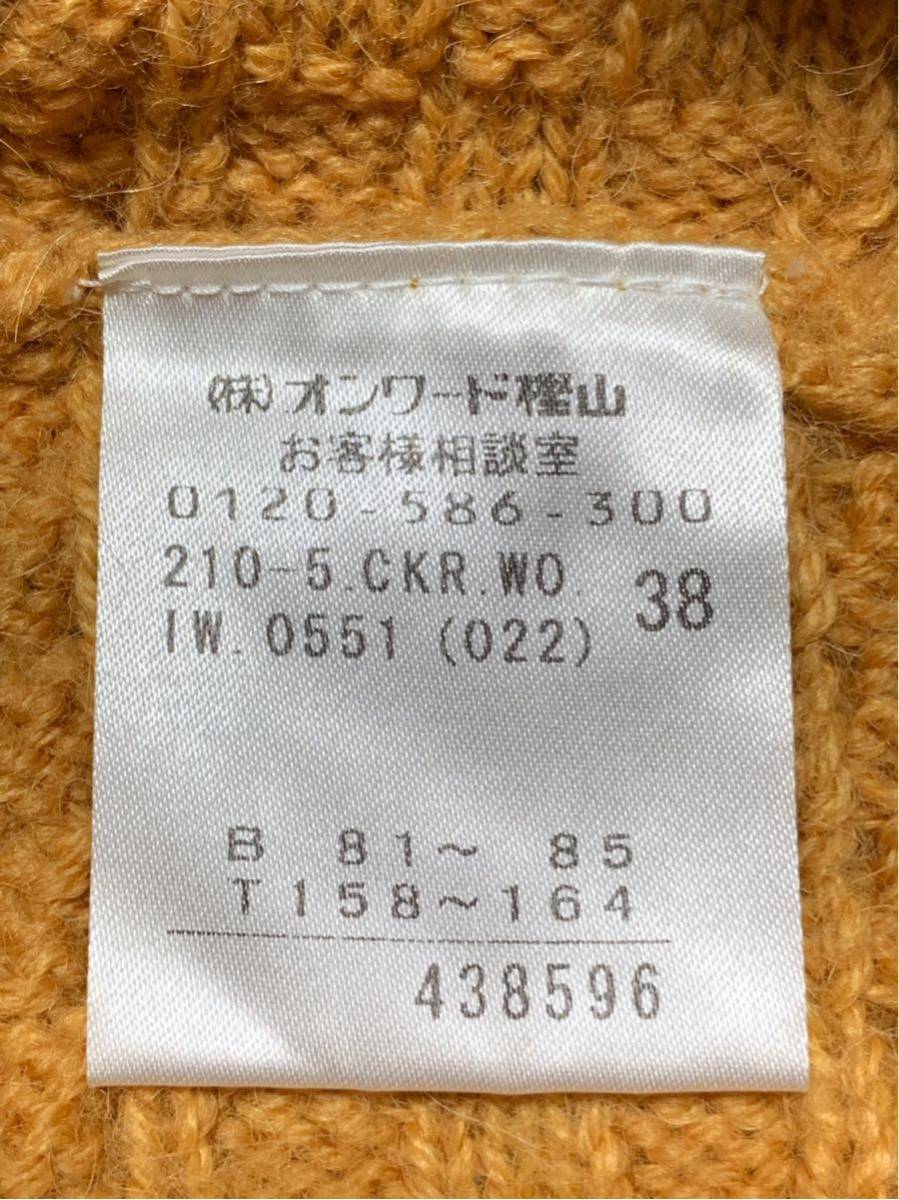 (株)オンワード樫山
お客様相談室
0120-586-300
210-5.CKR.WO. 38
IW. 0551 (022)
B 81~ 85
T 158~164
438596